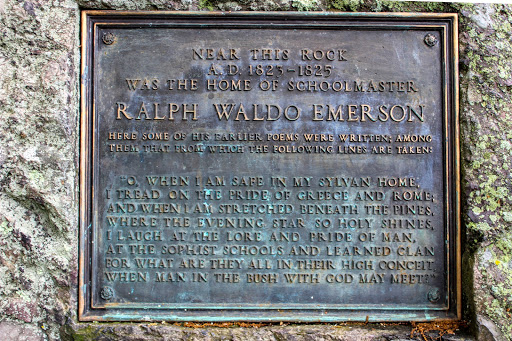 NEAR THIS ROCK
A. D. 1823–1825
WAS THE HOME OF SCHOOLMASTER
RALPH WALDO EMERSON
HERE SOME OF HIS EARLIER POEMS WERE WRITTEN; AMONG
THEM THAT FROM WHICH THE FOLLOWING LINES ARE TAKEN:
"O, WHEN I AM SAFE IN MY SYLVAN HOME,
I TREAD ON THE PRIDE OF GREECE AND ROME;
AND WHEN I AM STRETCHED BENEATH THE PINES,
WHERE THE EVENING STAR SO HOLY SHINES,
I LAUGH AT THE LORE AND PRIDE OF MAN,
AT THE SOPHIST SCHOOLS AND LEARNED CLAN
FOR WHAT ARE THEY ALL IN THEIR HIGH CONCEIT
WHEN MAN IN THE BUSH WITH GOD MAY MEET?"